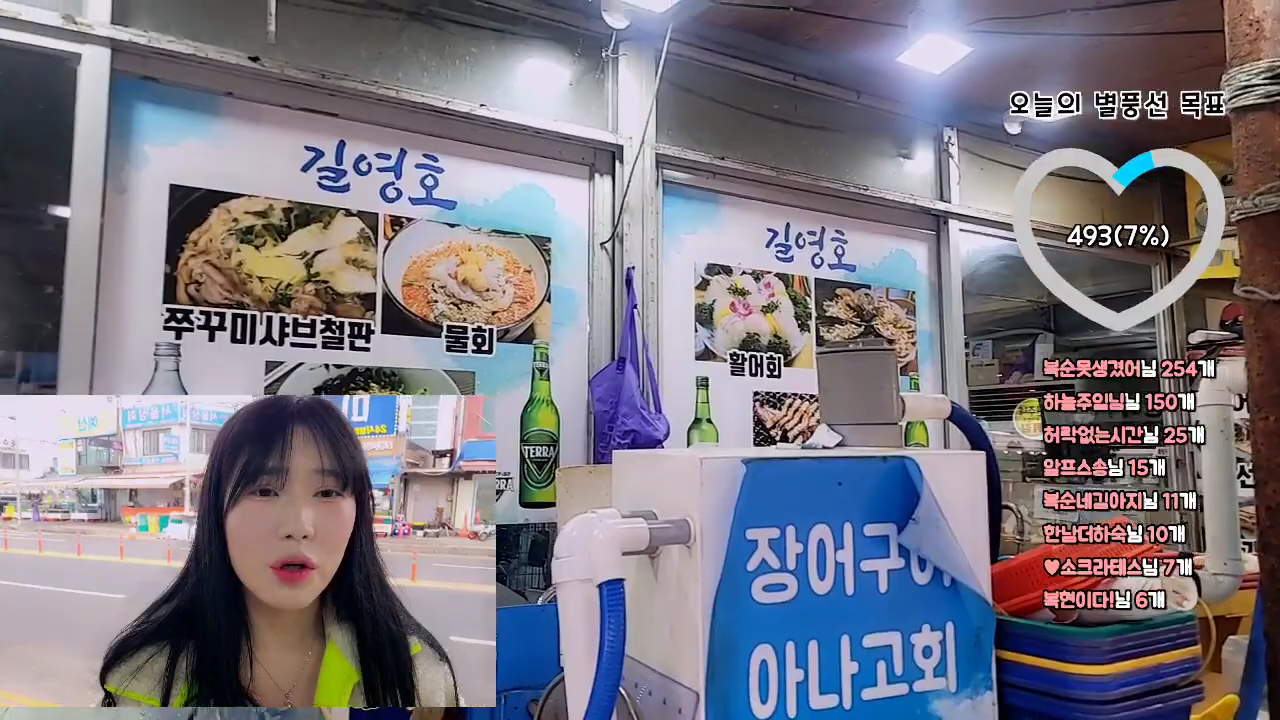 오늘의 별풍선 목표
493(7%)
길영호
쭈꾸미샤브철판
물회
길영호
활어회
TERRA
장어구이
아나고회
복순못생겼어님 254개
하늘주일님님 150개
허락없는시간님 25개
알프스송님 15개
복순네길아지님 11개
한남더하숙님 10개
♥소크라테스님 7개
복현이다!님 6개